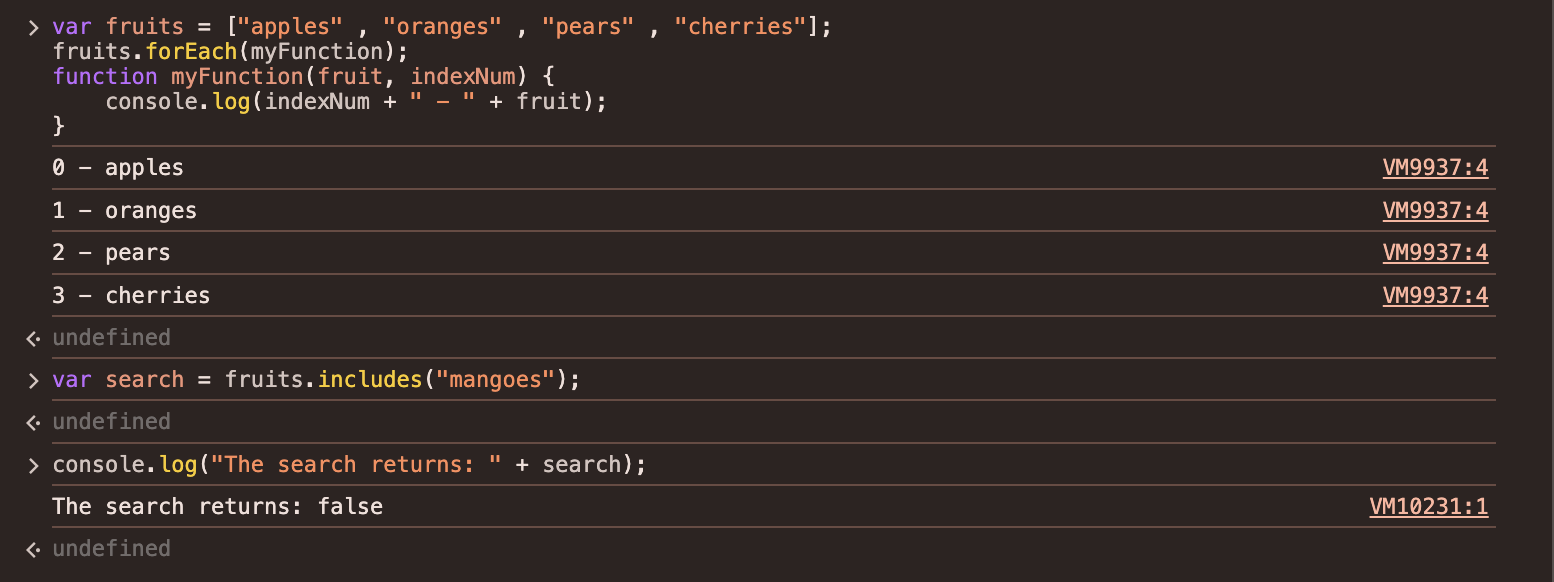 > var fruits = ["apples" , "oranges" , "pears" , "cherries"];
fruits.forEach(myFunction);
function myFunction(fruit, indexNum) {
    console.log(indexNum + " – " + fruit);
}
0 – apples VM9937:4
1 – oranges VM9937:4
2 – pears VM9937:4
3 – cherries VM9937:4
undefined
> var search = fruits.includes("mangoes");
undefined
> console.log("The search returns: " + search);
The search returns: false VM10231:1
undefined